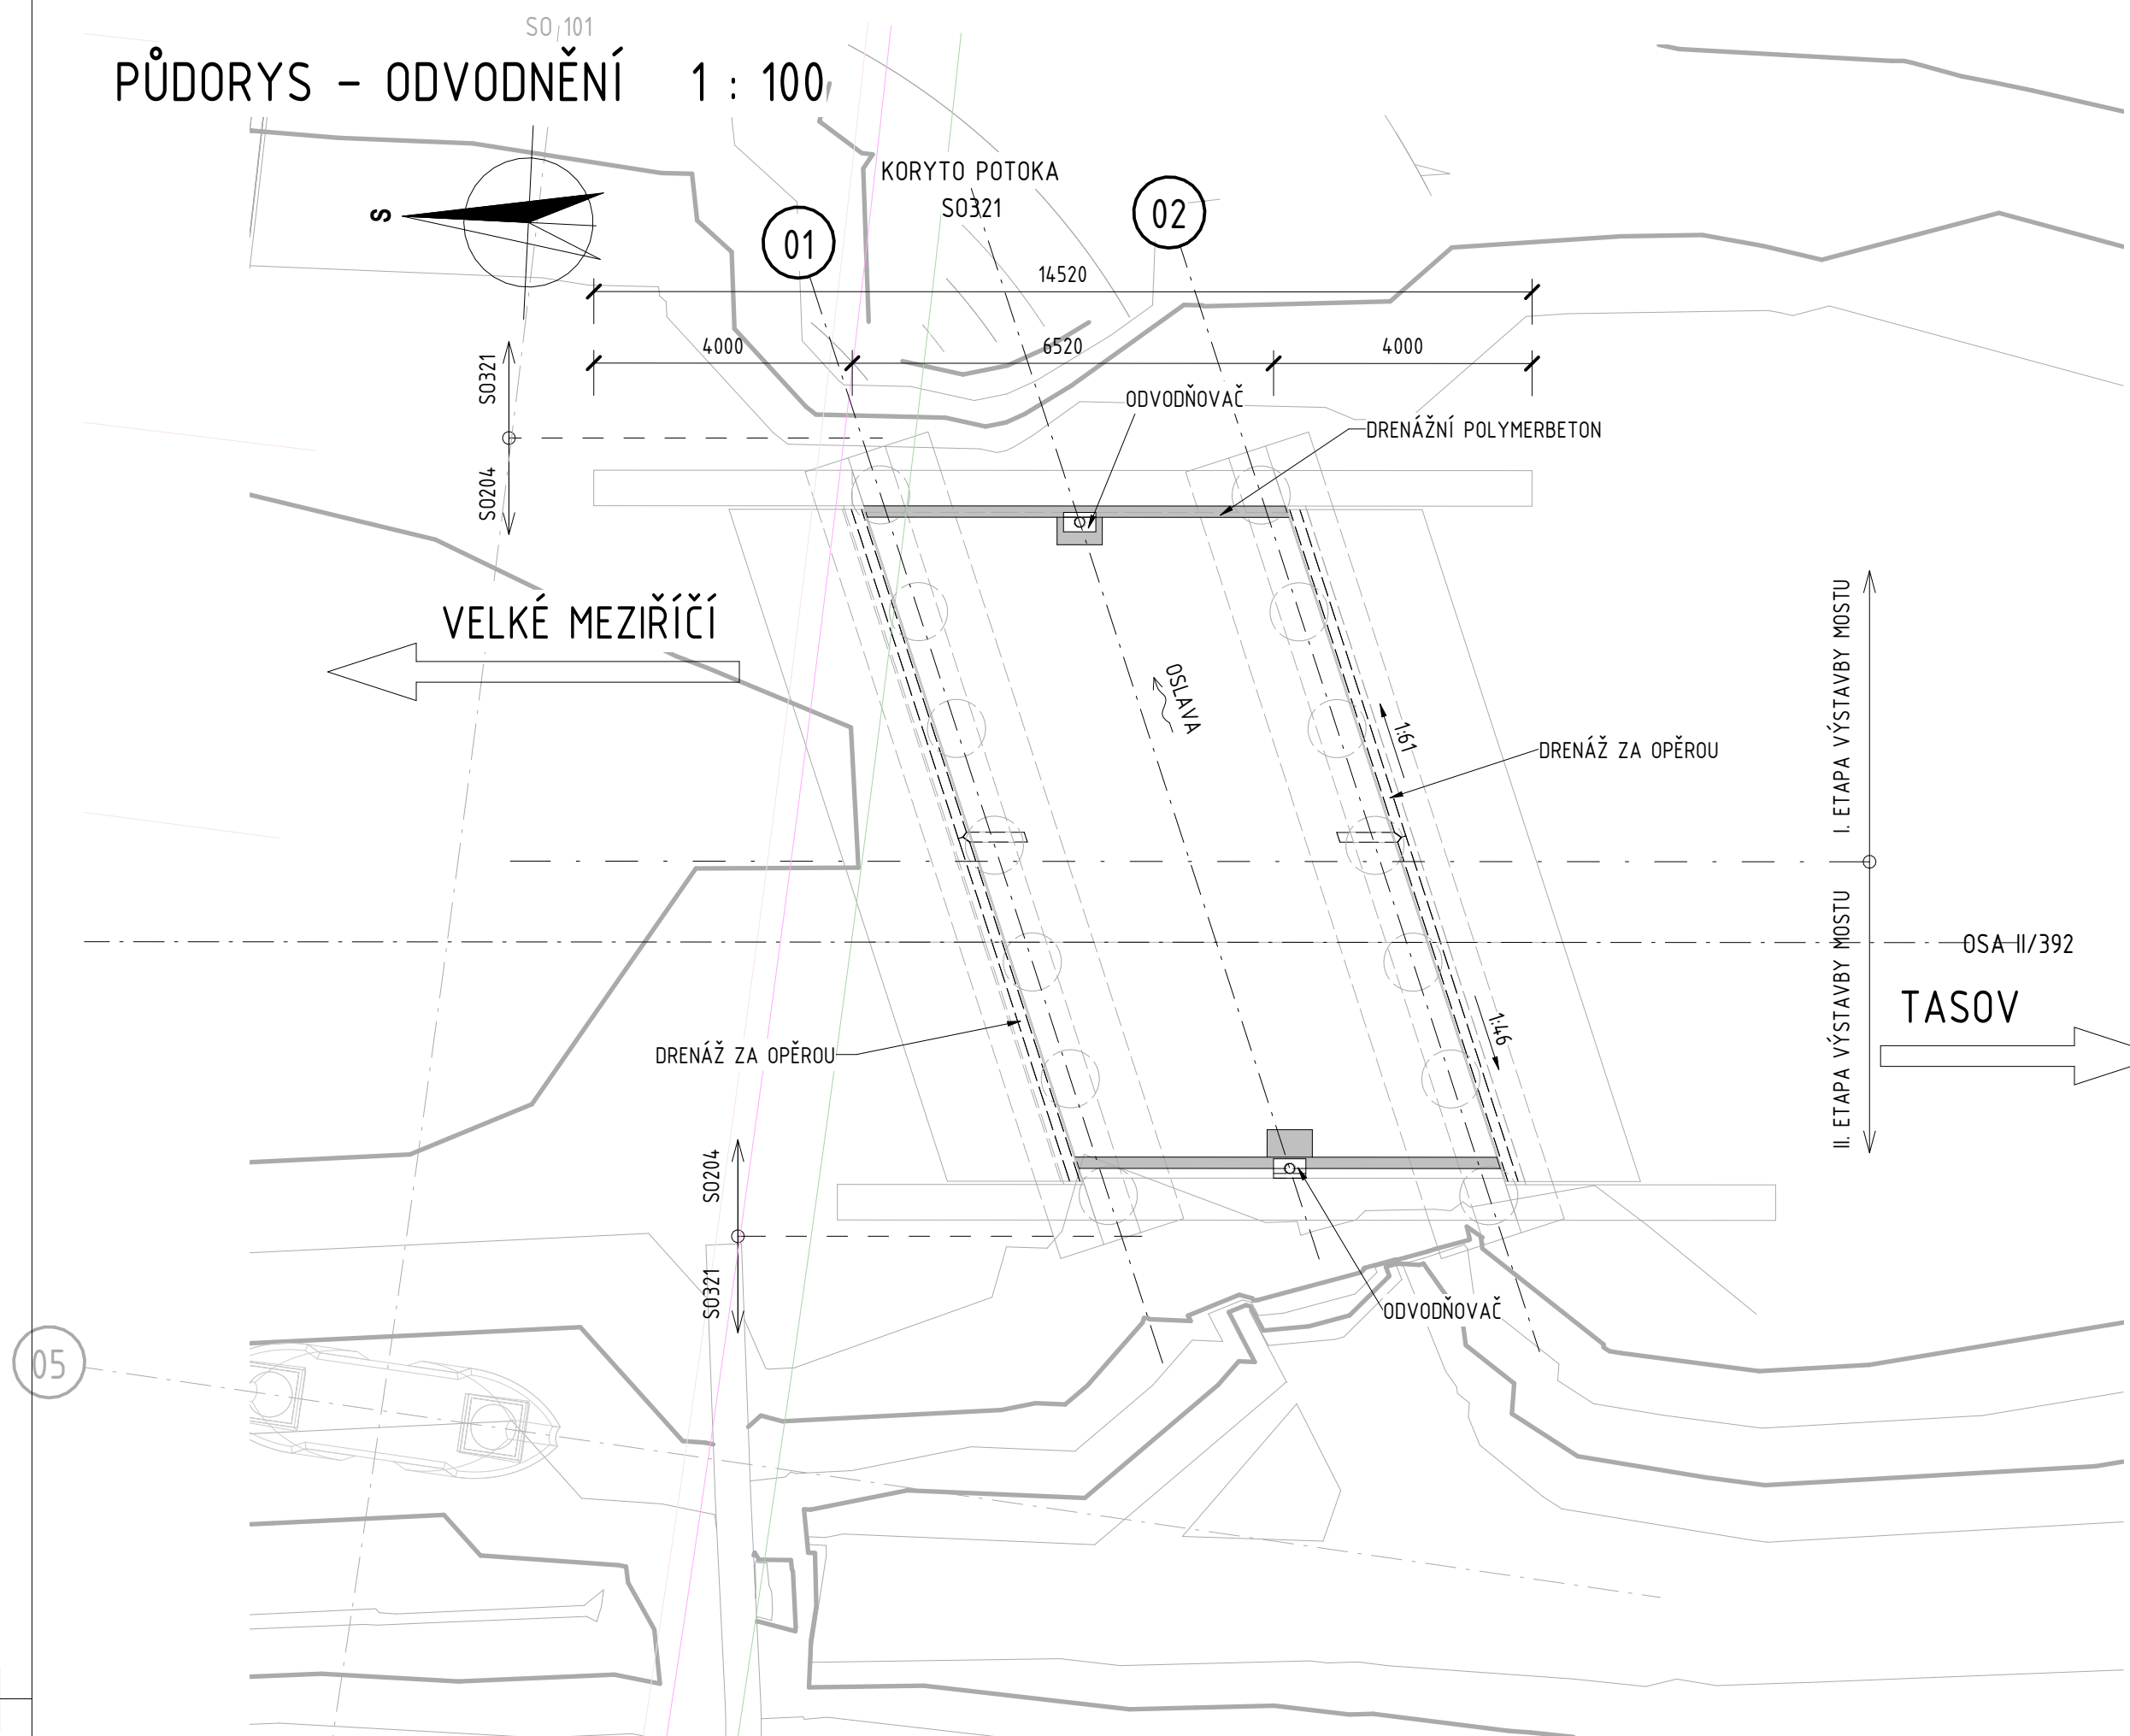 SO 101
PŮDORYS - ODVODNĚNÍ 1 : 100
KORYTO POTOKA
SO321
01
02
S
14520
4000
6520
4000
SO321
SO204
ODVODŇOVAČ
DRENÁŽNÍ POLYMERBETON
VELKÉ MEZIŘÍČÍ
OSLAVA
1:61
DRENÁŽ ZA OPĚROU
I. ETAPA VÝSTAVBY MOSTU
II. ETAPA VÝSTAVBY MOSTU
OSA II/392
TASOV
1:46
DRENÁŽ ZA OPĚROU
SO204
SO321
ODVODŇOVAČ
05